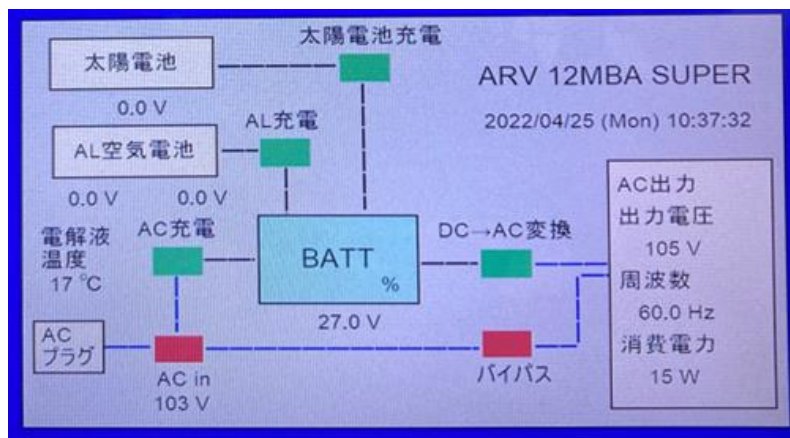 太陽電池充電
太陽電池
0.0 V
ARV 12MBA SUPER
2022/04/25 (Mon) 10:37:32
AL充電
AL空気電池
0.0 V 0.0 V
電解液
温度
17 ℃
AC充電
BATT
%
27.0 V
DC→AC変換
AC出力
出力電圧
105 V
周波数
60.0 Hz
消費電力
15 W
AC
プラグ
AC in
103 V
バイパス